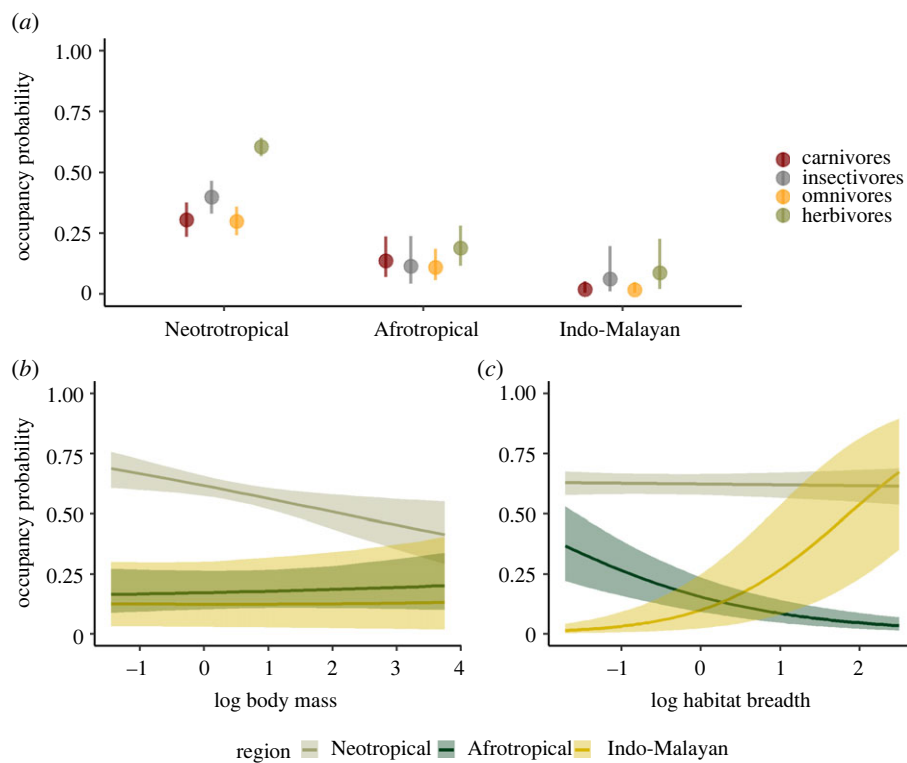 (a)
1.00
0.75
0.50
0.25
0
occupancy probability
Neotrotropical
Afrotropical
Indo-Malayan
carnivores
insectivores
omnivores
herbivores
(b)
1.00
0.75
0.50
0.25
0
occupancy probability
–1
0
1
2
3
4
log body mass
(c)
1.00
0.75
0.50
0.25
0
–1
0
1
2
log habitat breadth
region
Neotropical
Afrotropical
Indo-Malayan